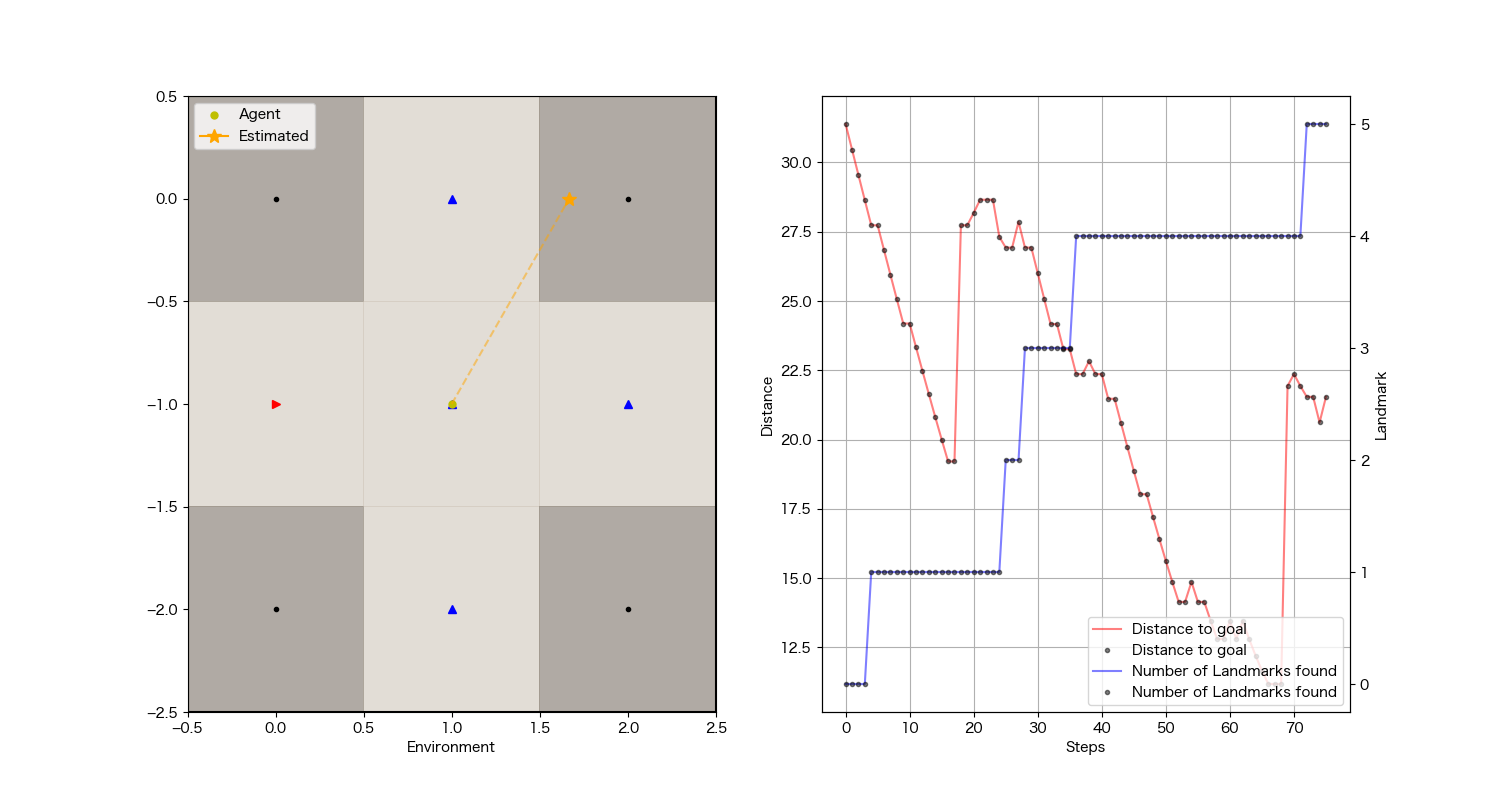 0.5
0.0
−0.5
−1.0
−1.5
−2.0
−2.5
−0.5 0.0 0.5 1.0 1.5 2.0 2.5
Environment
Agent
Estimated
Distance
30.0
27.5
25.0
22.5
20.0
17.5
15.0
12.5
0 10 20 30 40 50 60 70
Steps
5
4
3
2
1
0
Landmark
Distance to goal
Distance to goal
Number of Landmarks found
Number of Landmarks found